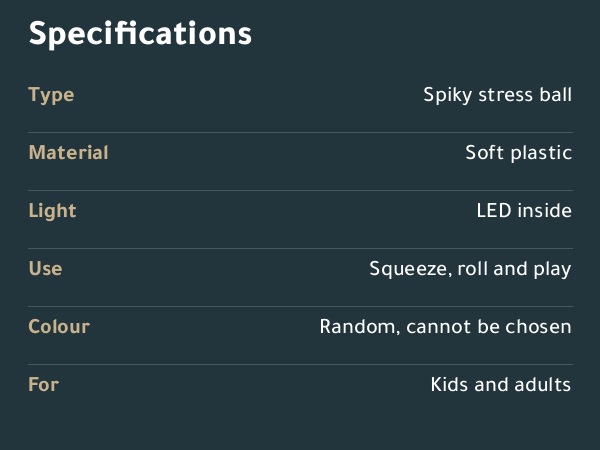 Specifications
Type Spiky stress ball
Material Soft plastic
Light LED inside
Use Squeeze, roll and play
Colour Random, cannot be chosen
For Kids and adults